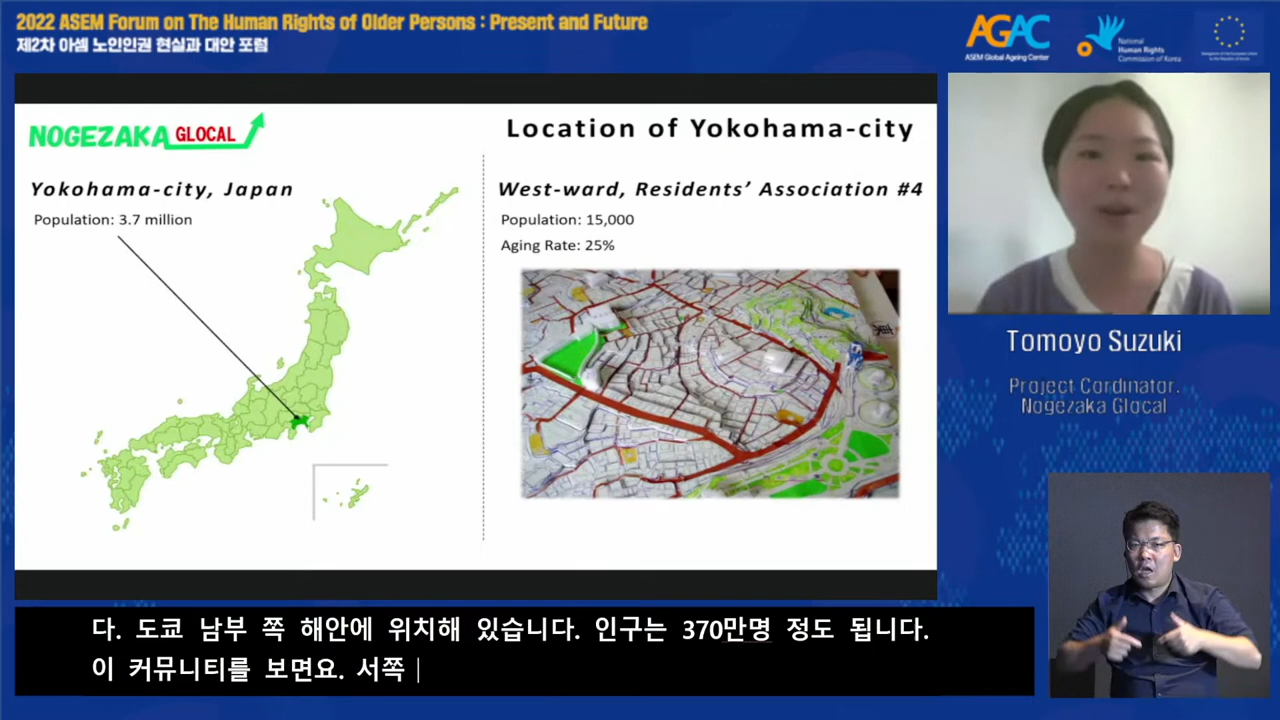 2022 ASEM Forum on The Human Rights of Older Persons : Present and Future
제2차 아셈 노인인권 현실과 대안 포럼
AGAC
ASEM Global Ageing Center
National
Human Rights
Commission of Korea
NOGEZAKA GLOCAL
Location of Yokohama-city
Yokohama-city, Japan
Population: 3.7 million
West-ward, Residents' Association #4
Population: 15,000
Aging Rate: 25%
Tomoyo Suzuki
Project Cordinator.
Nogezaka Glocal
다. 도쿄 남부 쪽 해안에 위치해 있습니다. 인구는 370만명 정도 됩니다.
이 커뮤니티를 보면요. 서쪽